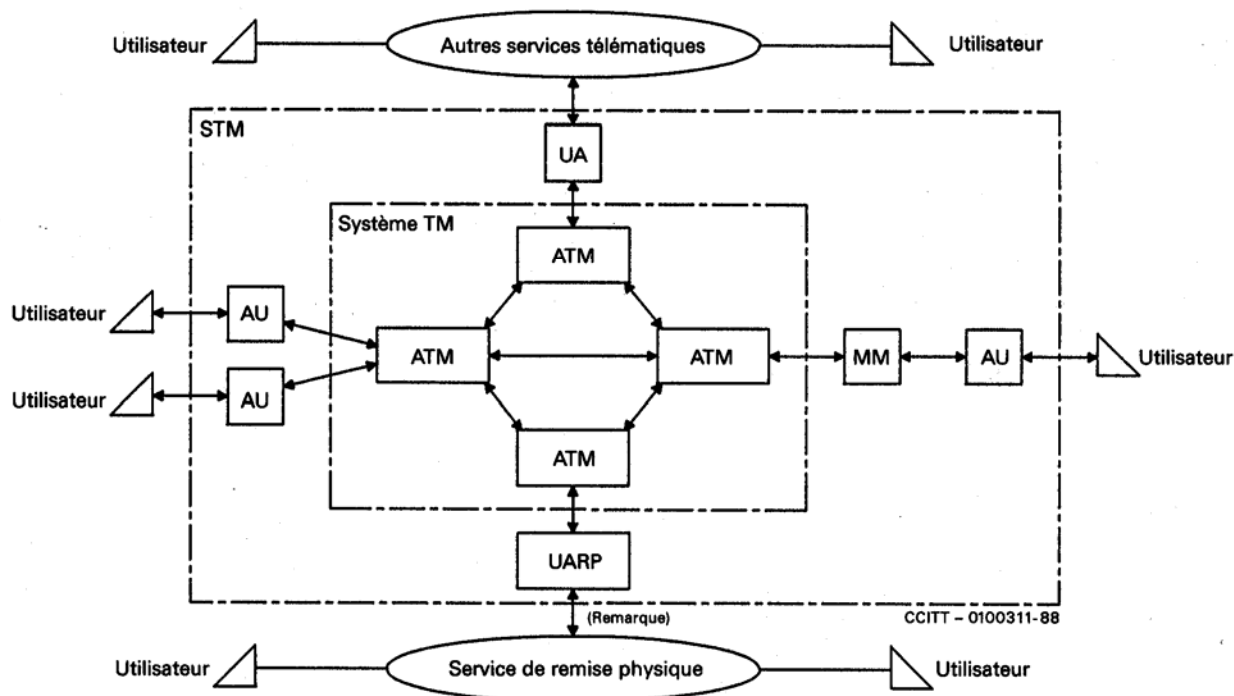 Utilisateur
Autres services télématiques
Utilisateur
STM
UA
Système TM
ATM
Utilisateur
AU
ATM
ATM
MM
AU
Utilisateur
Utilisateur
AU
ATM
UARP
(Remarque)
CCITT – 0100311-88
Utilisateur
Service de remise physique
Utilisateur